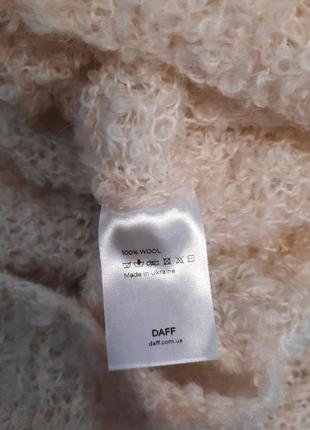 100% WOOL
Made in Ukraine
DAFF
daff.com.ua